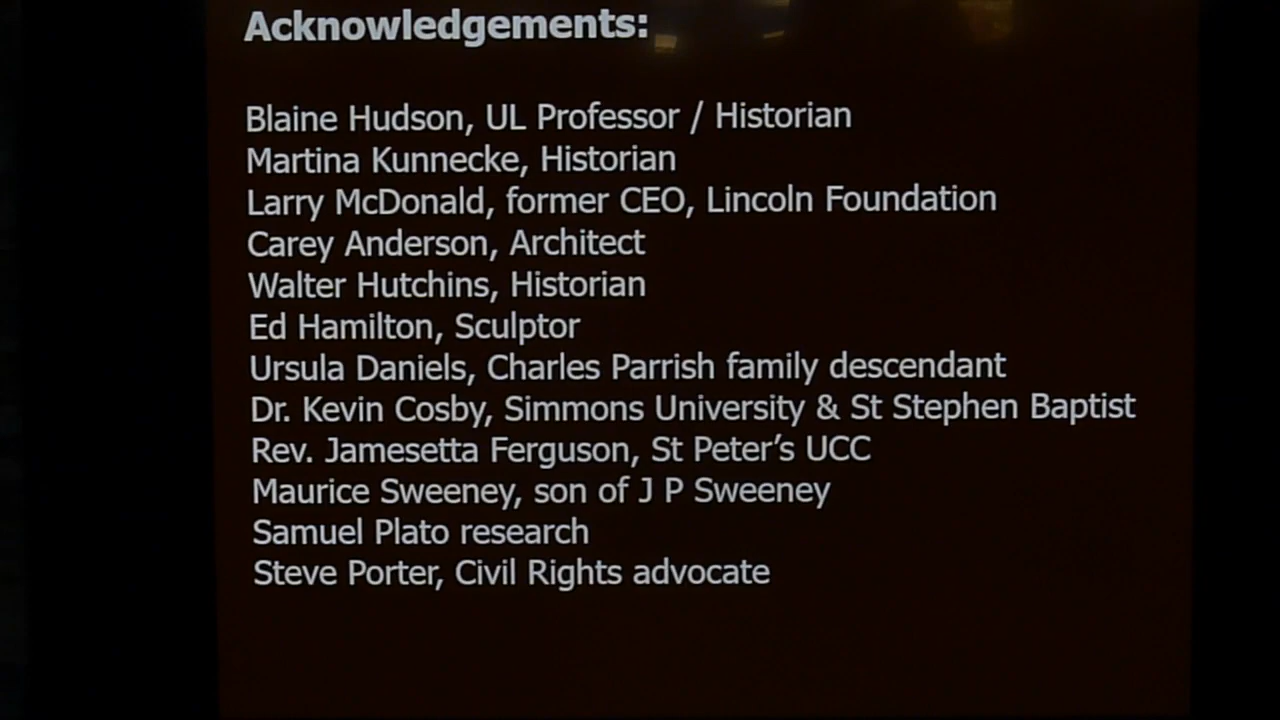 Acknowledgements:
Blaine Hudson, UL Professor / Historian
Martina Kunnecke, Historian
Larry McDonald, former CEO, Lincoln Foundation
Carey Anderson, Architect
Walter Hutchins, Historian
Ed Hamilton, Sculptor
Ursula Daniels, Charles Parrish family descendant
Dr. Kevin Cosby, Simmons University & St Stephen Baptist
Rev. Jamesetta Ferguson, St Peter’s UCC
Maurice Sweeney, son of J P Sweeney
Samuel Plato research
Steve Porter, Civil Rights advocate